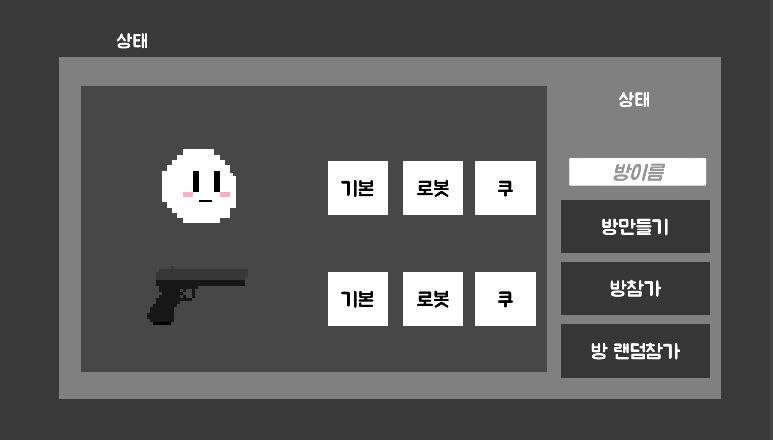 상태
상태
기본 로봇 쿠
방이름
방만들기
기본 로봇 쿠
방참가
방 랜덤참가